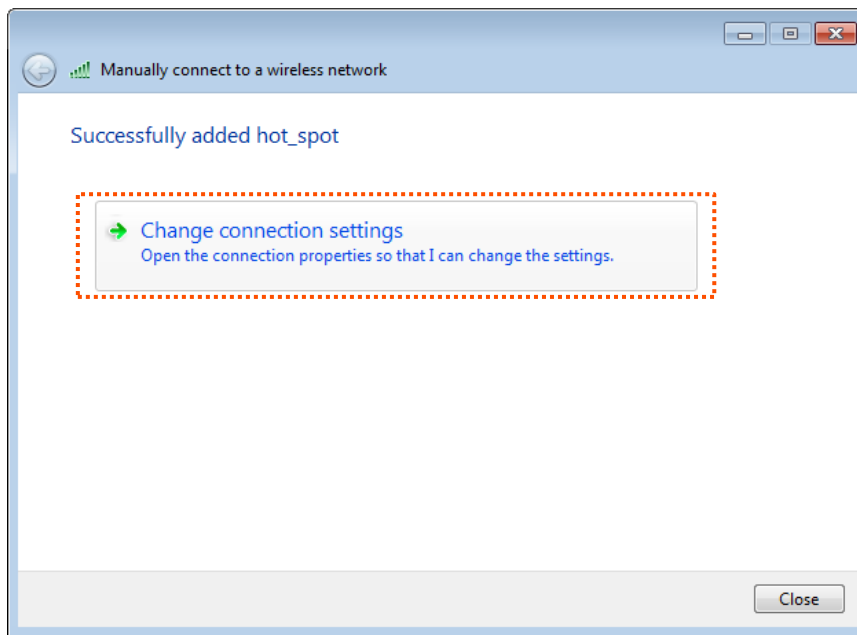 Manually connect to a wireless network
Successfully added hot_spot
Change connection settings
Open the connection properties so that I can change the settings.
Close